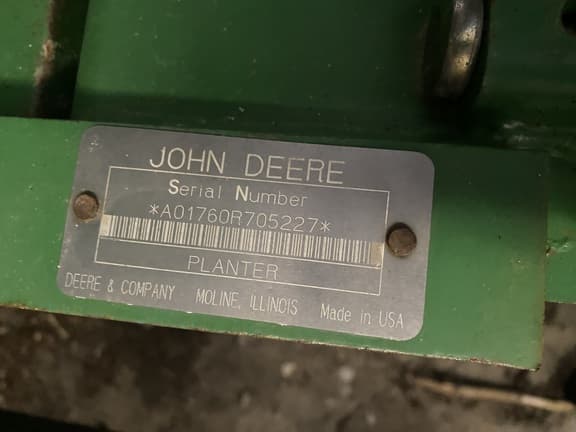 JOHN DEERE
Serial Number
*A01760R705227*
PLANTER
DEERE & COMPANY MOLINE, ILLINOIS Made in USA